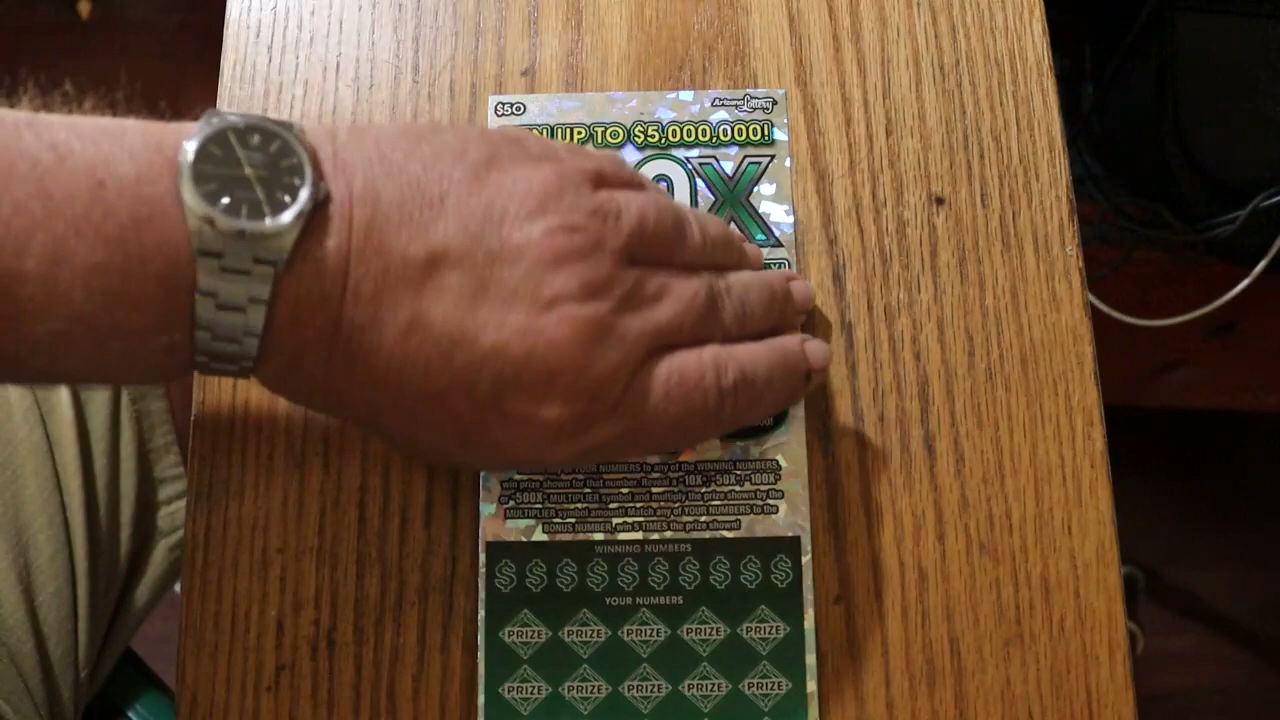 $50 Arizona Lottery
UP TO $5,000,000!
0X
YOUR NUMBERS to any of the WINNING NUMBERS,
win prize shown for that number. Reveal a "10X", "50X", "100X"
or "500X" MULTIPLIER symbol and multiply the prize shown by the
MULTIPLIER symbol amount! Match any of YOUR NUMBERS to the
BONUS NUMBER, win 5 TIMES the prize shown!
WINNING NUMBERS
$ $ $ $ $ $ $ $ $ $
YOUR NUMBERS
PRIZE PRIZE PRIZE PRIZE PRIZE
PRIZE PRIZE PRIZE PRIZE PRIZE